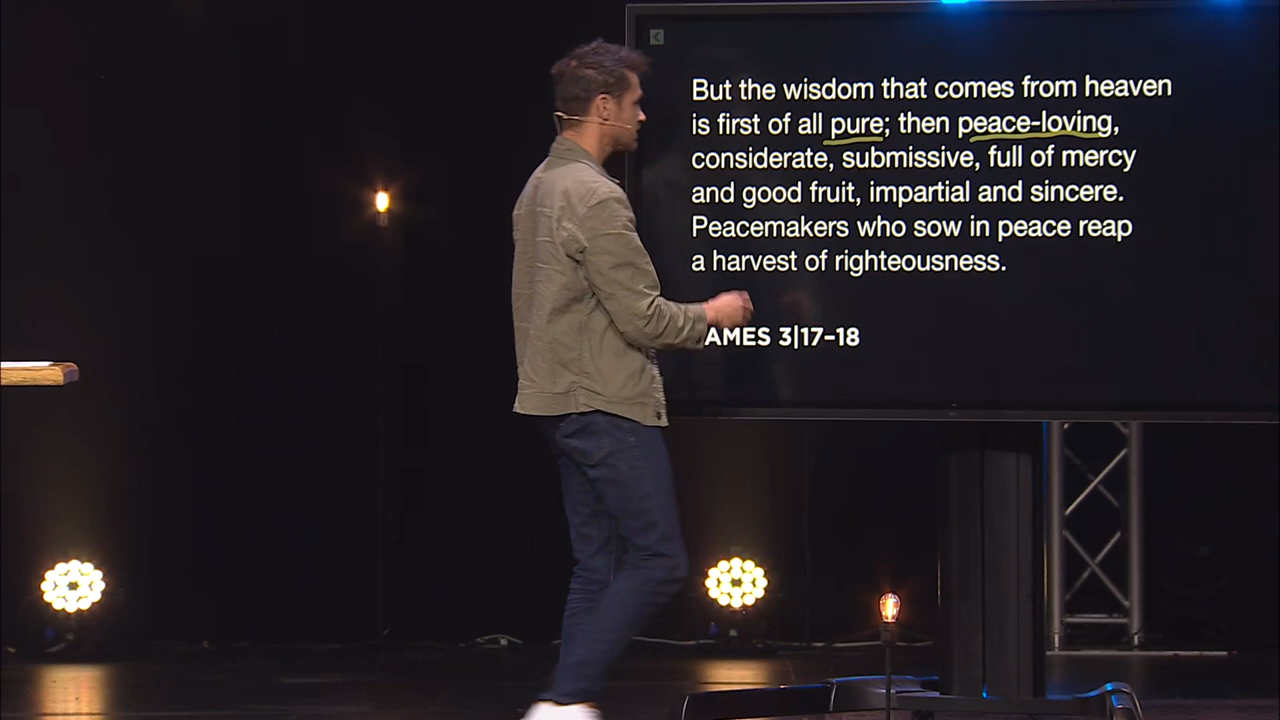 But the wisdom that comes from heaven
is first of all pure; then peace-loving,
considerate, submissive, full of mercy
and good fruit, impartial and sincere.
Peacemakers who sow in peace reap
a harvest of righteousness.
AMES 3|17–18